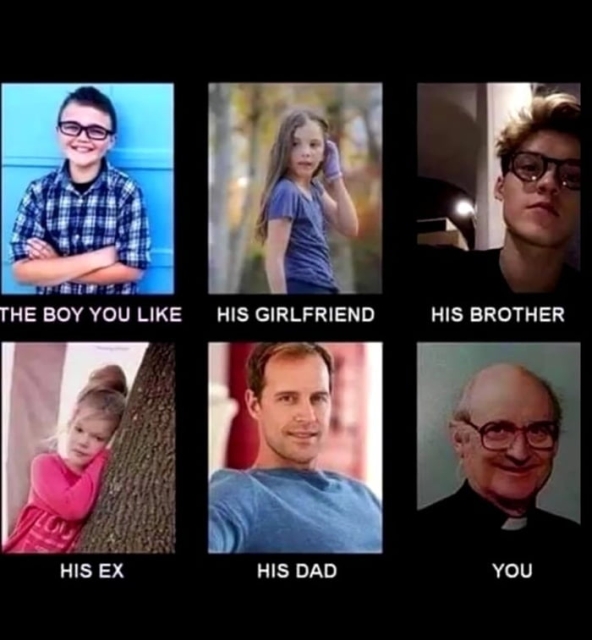 THE BOY YOU LIKE
HIS GIRLFRIEND
HIS BROTHER
HIS EX
HIS DAD
YOU